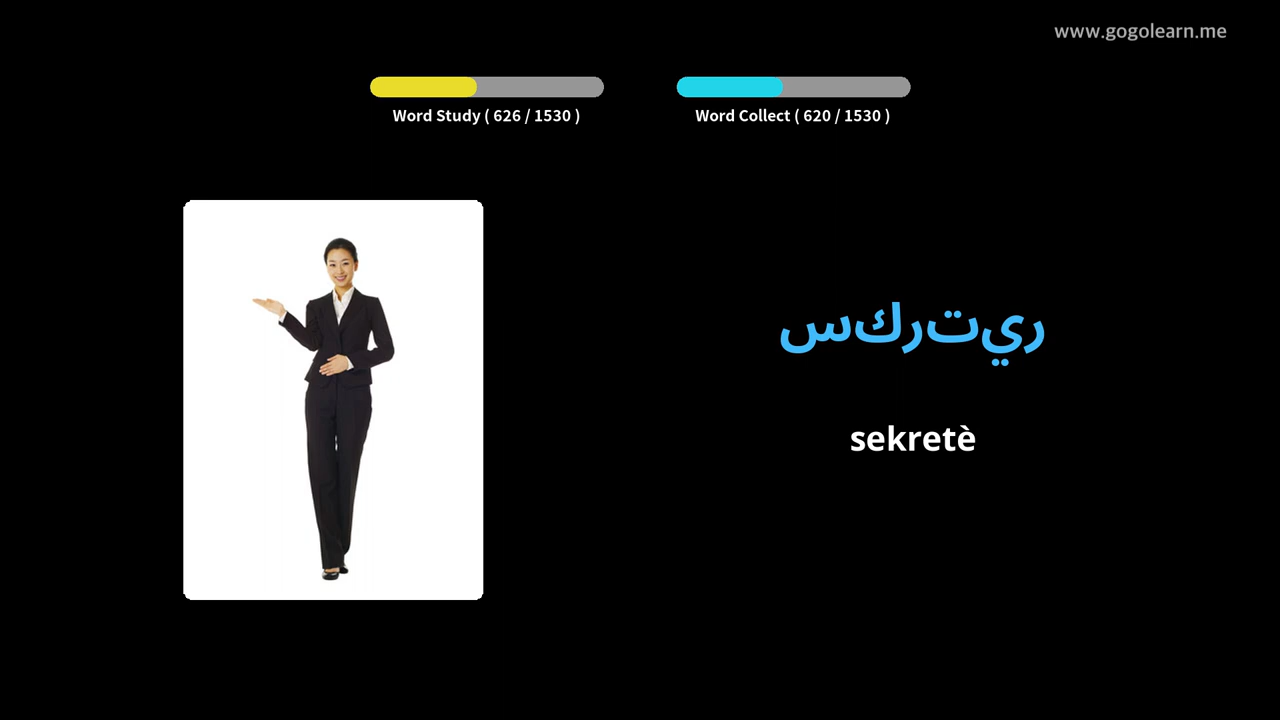 www.gogolearn.me
Word Study ( 626 / 1530 )
Word Collect ( 620 / 1530 )
سكرتير
sekretè